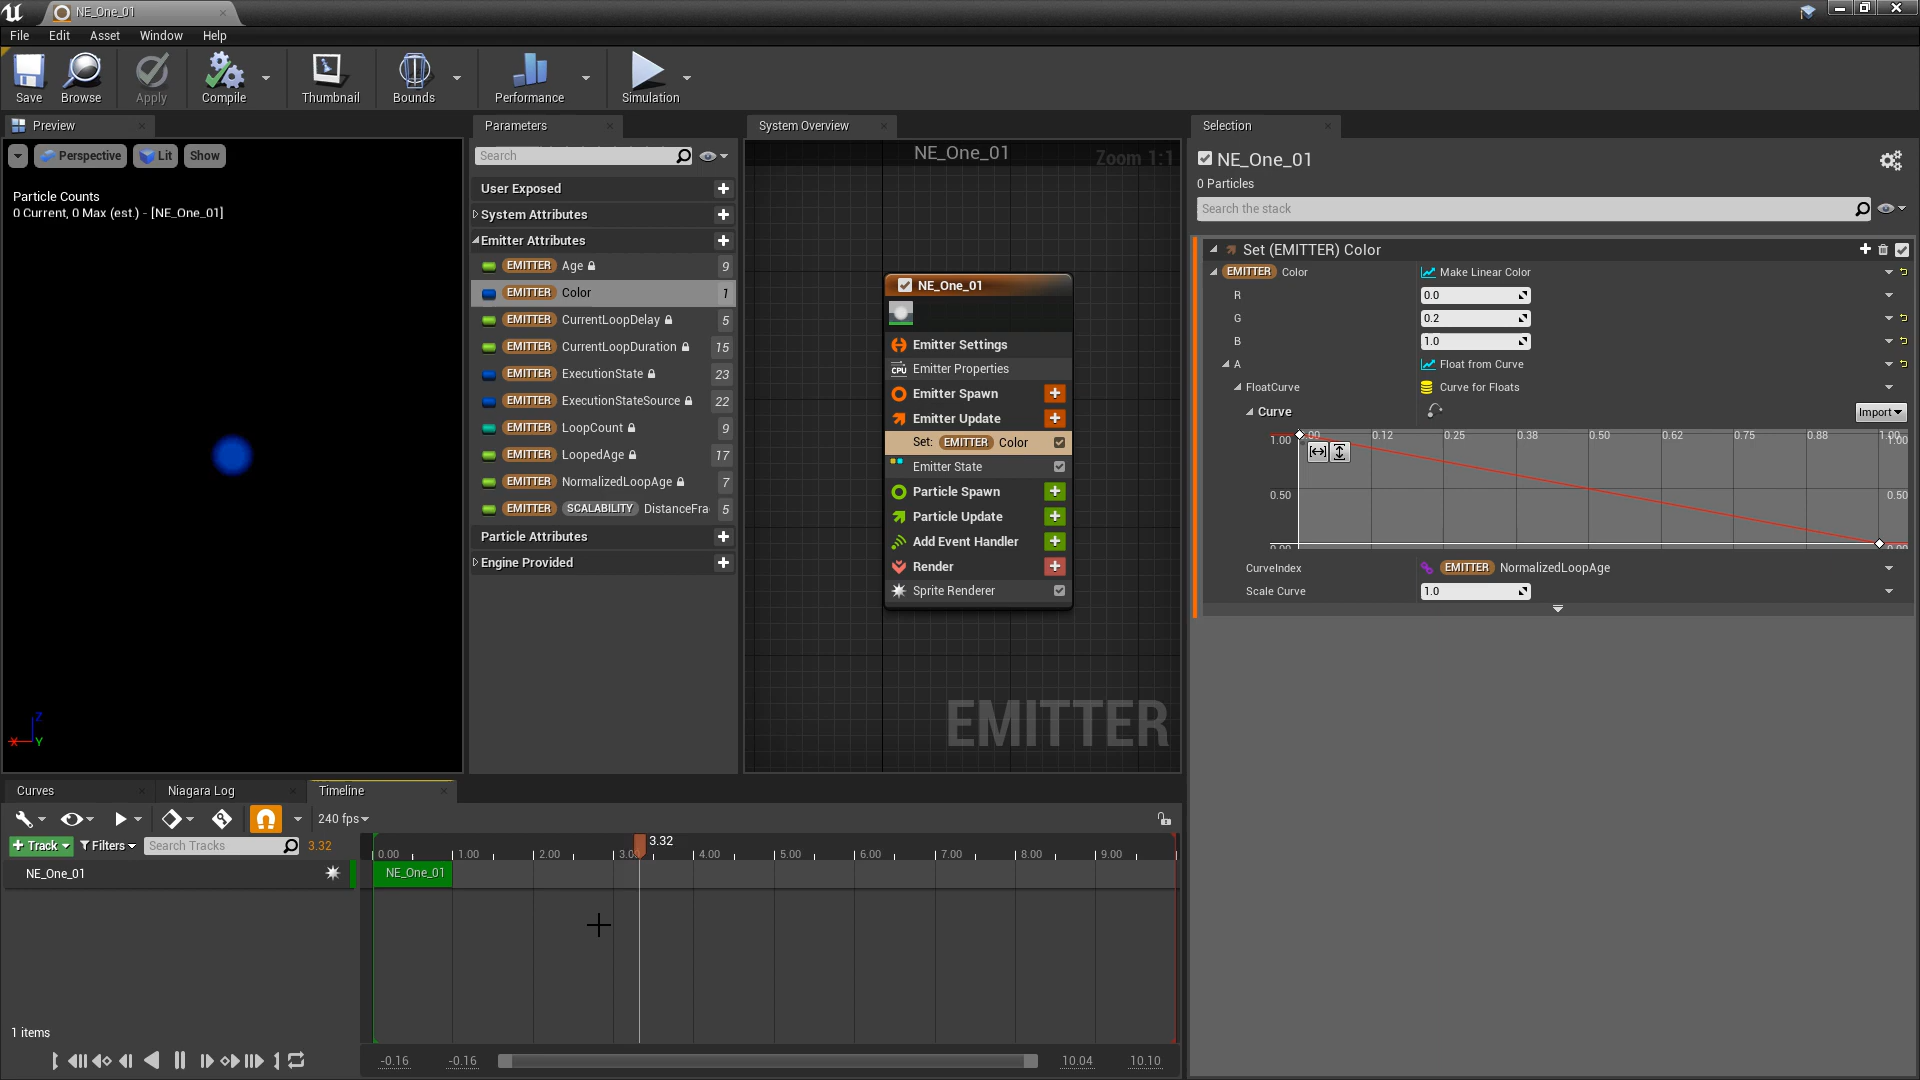 NE_One_01
File Edit Asset Window Help
Save Browse Apply Compile Thumbnail Bounds Performance Simulation
Preview
Perspective Lit Show
Particle Counts
0 Current, 0 Max (est.) - [NE_One_01]
Z
X Y
Parameters
Search
User Exposed
System Attributes
Emitter Attributes
EMITTER Age 9
EMITTER Color 1
EMITTER CurrentLoopDelay 5
EMITTER CurrentLoopDuration 15
EMITTER ExecutionState 23
EMITTER ExecutionStateSource 22
EMITTER LoopCount 9
EMITTER LoopedAge 17
EMITTER NormalizedLoopAge 7
EMITTER SCALABILITY DistanceFra 5
Particle Attributes
Engine Provided
System Overview
NE_One_01 Zoom 1:1
NE_One_01
Emitter Settings
CPU Emitter Properties
Emitter Spawn
Emitter Update
Set: EMITTER Color
Emitter State
Particle Spawn
Particle Update
Add Event Handler
Render
Sprite Renderer
EMITTER
Selection
NE_One_01
0 Particles
Search the stack
Set (EMITTER) Color
EMITTER Color Make Linear Color
R 0.0
G 0.2
B 1.0
A Float from Curve
FloatCurve Curve for Floats
Curve Import
0.12 0.25 0.38 0.50 0.62 0.75 0.88 1.00
1.00
0.50 0.50
0.00 0.00
CurveIndex EMITTER NormalizedLoopAge
Scale Curve 1.0
Curves Niagara Log Timeline
240 fps
Track Filters Search Tracks 3.32
3.32
0.00 1.00 2.00 3.00 4.00 5.00 6.00 7.00 8.00 9.00
NE_One_01 NE_One_01
1 items
-0.16 -0.16 10.04 10.10